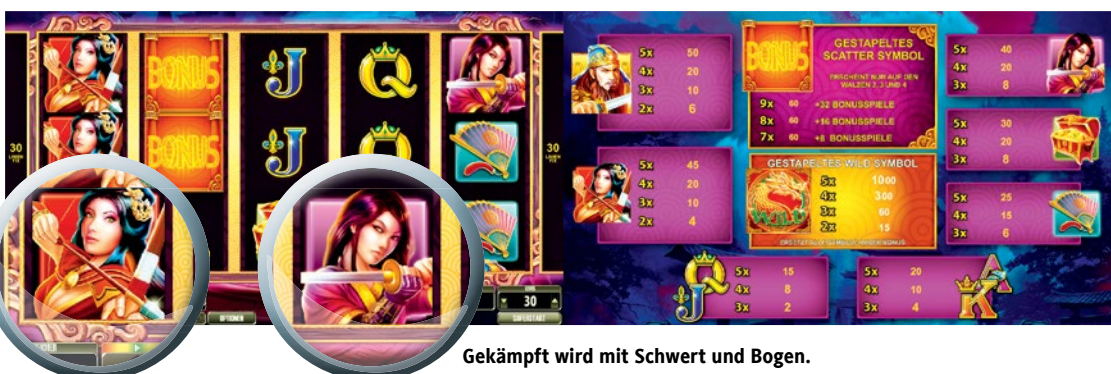 BONUS
J
Q
BONUS
J
30
30
OPTIONEN
30
SOFORTSTART
5x 50
4x 20
3x 10
2x 6
5x 45
4x 20
3x 10
2x 4
BONUS
GESTAPELTES
SCATTER SYMBOL
ERSCHEINT NUR AUF DEN
WALZEN 2, 3 UND 4
9x 60 +32 BONUSSPIELE
8x 60 +16 BONUSSPIELE
7x 60 +8 BONUSSPIELE
GESTAPELTES WILD SYMBOL
WILD
5x 1000
4x 300
3x 60
2x 15
5x 40
4x 20
3x 8
5x 30
4x 20
3x 8
5x 25
4x 15
3x 6
Q
J
5x 15
4x 8
3x 2
5x 20
4x 10
3x 4
A
K
Gekämpft wird mit Schwert und Bogen.